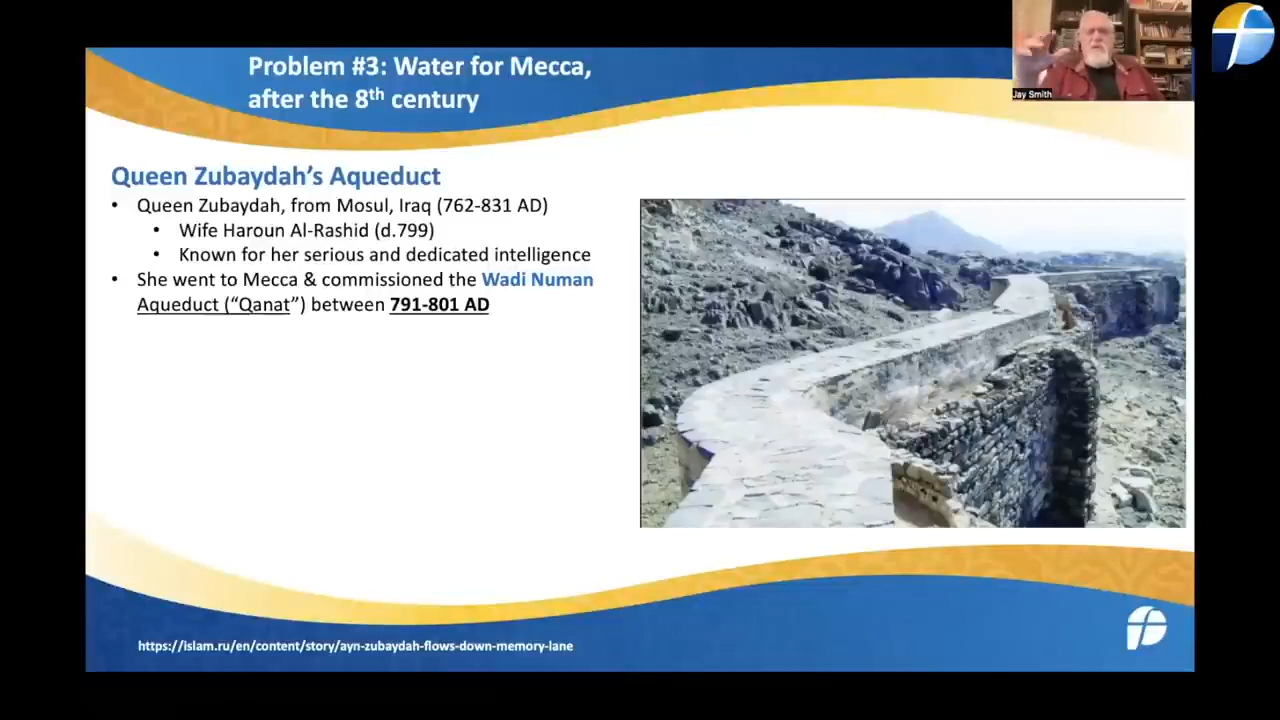 Problem #3: Water for Mecca,
after the 8th century
Jay Smith
Queen Zubaydah’s Aqueduct
• Queen Zubaydah, from Mosul, Iraq (762-831 AD)
• Wife Haroun Al-Rashid (d.799)
• Known for her serious and dedicated intelligence
• She went to Mecca & commissioned the Wadi Numan
Aqueduct (“Qanat”) between 791-801 AD
https://islam.ru/en/content/story/ayn-zubaydah-flows-down-memory-lane